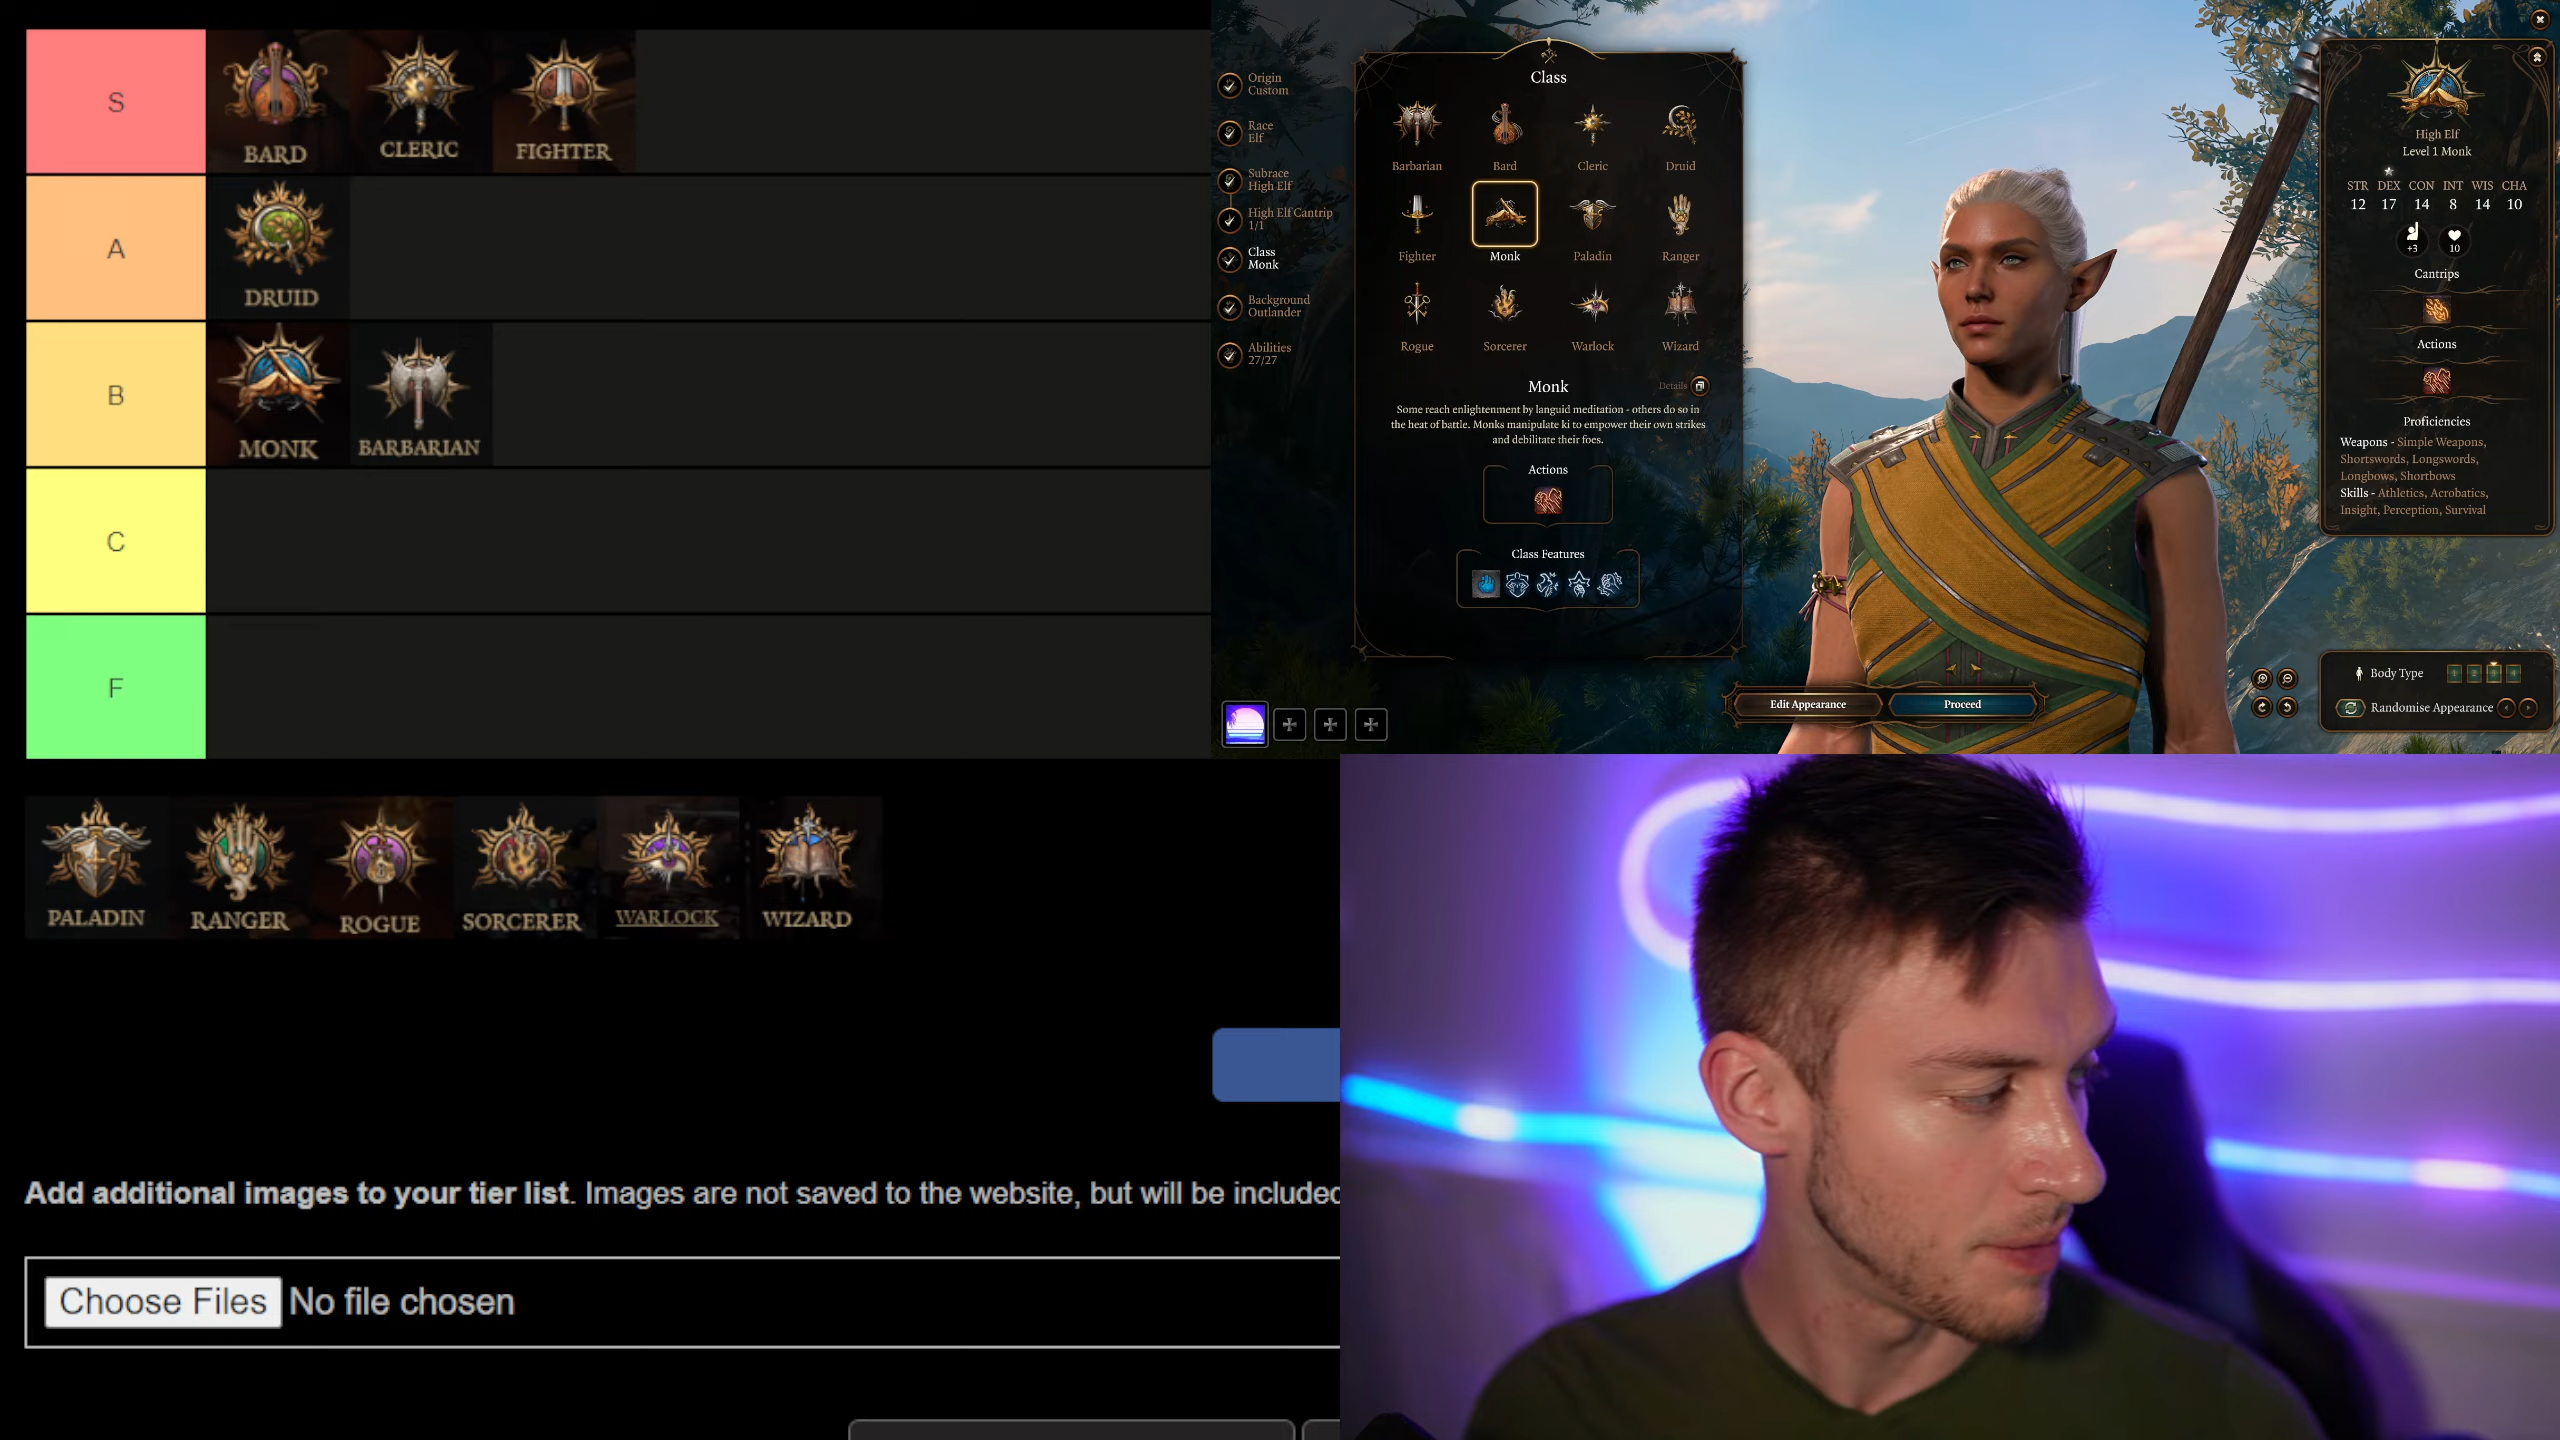 S
BARD
CLERIC
FIGHTER
A
DRUID
B
MONK
BARBARIAN
C
F
PALADIN
RANGER
ROGUE
SORCERER
WARLOCK
WIZARD
Add additional images to your tier list. Images are not saved to the website, but will be included
Choose Files No file chosen
Origin
Custom
Race
Elf
Subrace
High Elf
High Elf Cantrip
1/1
Class
Monk
Background
Outlander
Abilities
27/27
Class
Barbarian
Bard
Cleric
Druid
Fighter
Monk
Paladin
Ranger
Rogue
Sorcerer
Warlock
Wizard
Monk
Details
Some reach enlightenment by languid meditation - others do so in
the heat of battle. Monks manipulate ki to empower their own strikes
and debilitate their foes.
Actions
Class Features
Edit Appearance
Proceed
High Elf
Level 1 Monk
STR DEX CON INT WIS CHA
12 17 14 8 14 10
+3 10
Cantrips
Actions
Proficiencies
Weapons - Simple Weapons,
Shortswords, Longswords,
Longbows, Shortbows
Skills - Athletics, Acrobatics,
Insight, Perception, Survival
Body Type
1 2 3 4
Randomise Appearance